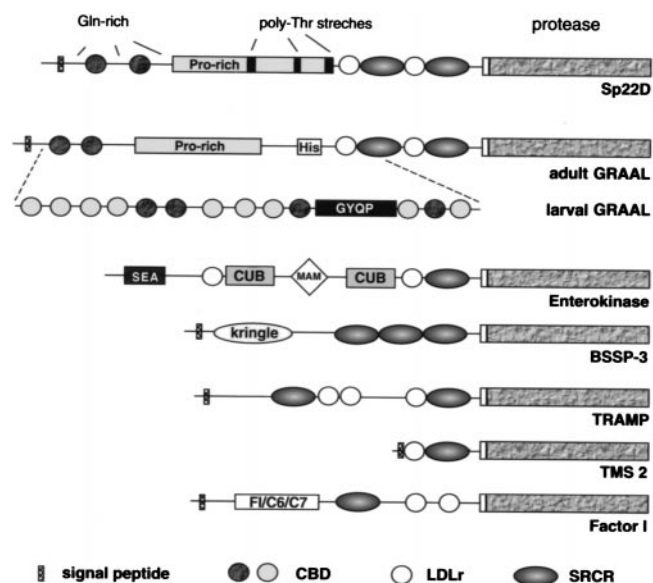 Gln-rich
poly-Thr streches
protease
Pro-rich
Sp22D
Pro-rich
His
adult GRAAL
GYQP
larval GRAAL
SEA
CUB
MAM
CUB
Enterokinase
kringle
BSSP-3
TRAMP
TMS 2
FI/C6/C7
Factor I
signal peptide
CBD
LDLr
SRCR